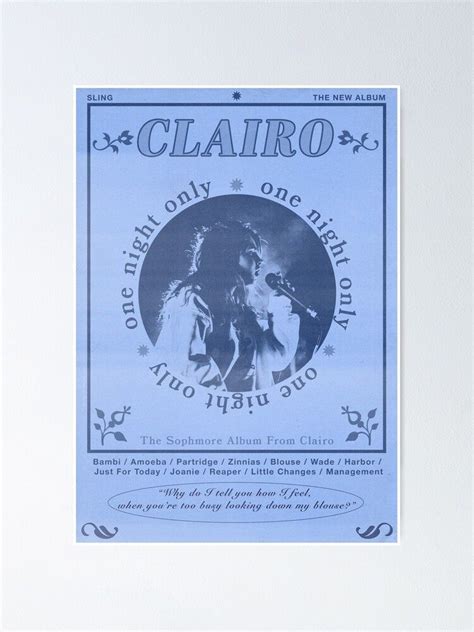 SLING THE NEW ALBUM
CLAIRO
one night only
one night only
one night only
The Sophmore Album From Clairo
Bambi / Amoeba / Partridge / Zinnias / Blouse / Wade / Harbor /
Just For Today / Joanie / Reaper / Little Changes / Management
"Why do I tell you how I feel,
when you're too busy looking down my blouse?"